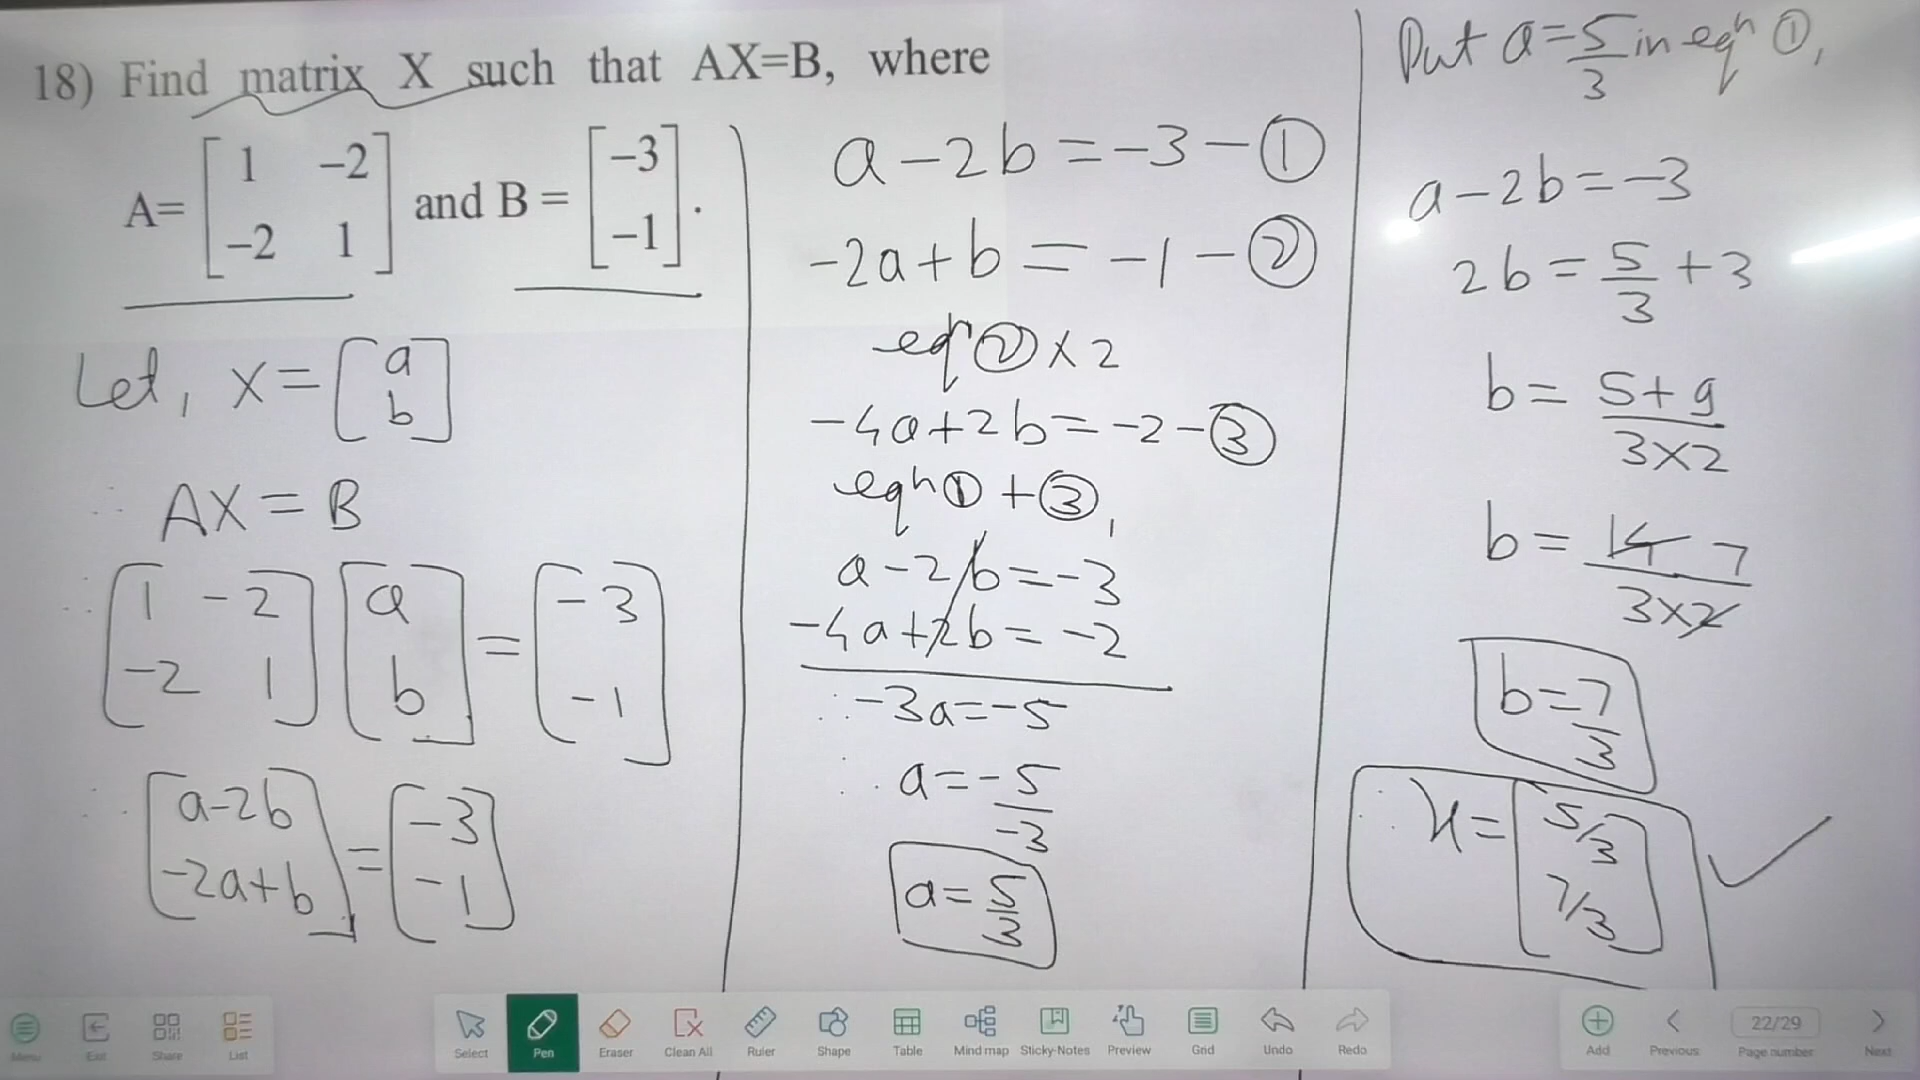 18) Find matrix X such that AX=B, where
A= [1 -2; -2 1] and B = [-3; -1].
Let, X = [a; b]
∴ AX = B
∴ [1 -2; -2 1] [a; b] = [-3; -1]
∴ [a-2b; -2a+b] = [-3; -1]
a - 2b = -3 - ①
-2a + b = -1 - ②
eqn ② × 2
-4a + 2b = -2 - ③
eqn ① + ③,
a - 2b = -3
-4a + 2b = -2
∴ -3a = -5
∴ a = -5/-3
a = 5/3
Put a = 5/3 in eqn ①,
a - 2b = -3
2b = 5/3 + 3
b = 5+9/3×2
b = 14 7/3×2
b = 7/3
∴ X = [5/3; 7/3]
Menu
Exit
Share
List
Select
Pen
Eraser
Clean All
Ruler
Shape
Table
Mind map
Sticky-Notes
Preview
Grid
Undo
Redo
Add
Previous
22/29
Page number
Next